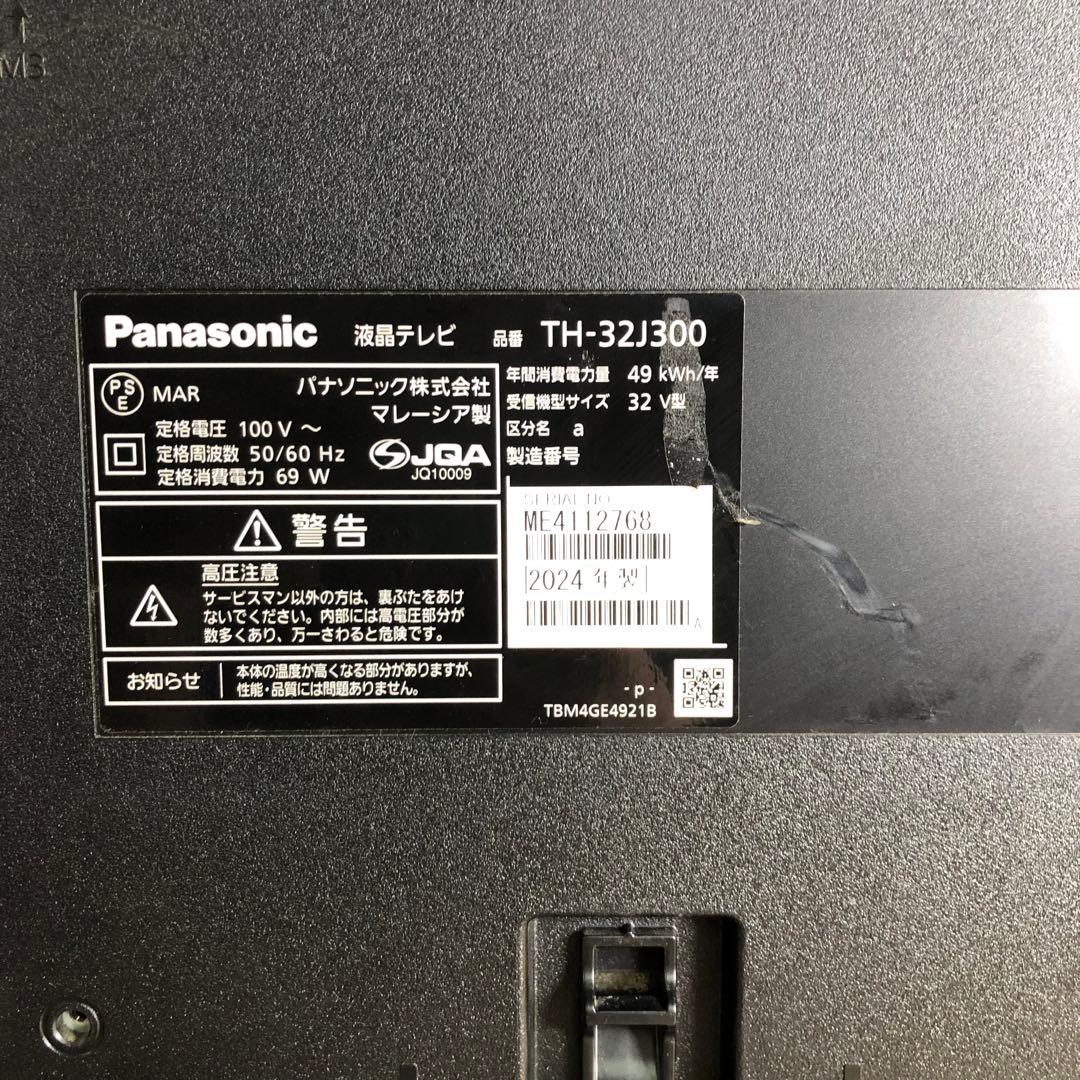 M8
Panasonic 液晶テレビ 品番 TH-32J300
PSE MAR パナソニック株式会社
マレーシア製
定格電圧 100 V ～
定格周波数 50/60 Hz
定格消費電力 69 W
JQA
JQ10009
年間消費電力量 49 kWh/年
受信機型サイズ 32 V型
区分名 a
製造番号
SERIAL NO.
ME4112768
2024 年製
A
警告
高圧注意
サービスマン以外の方は、裏ぶたをあけ
ないでください。内部には高電圧部分が
数多くあり、万一さわると危険です。
お知らせ
本体の温度が高くなる部分がありますが、
性能・品質には問題ありません。
- p -
TBM4GE4921B